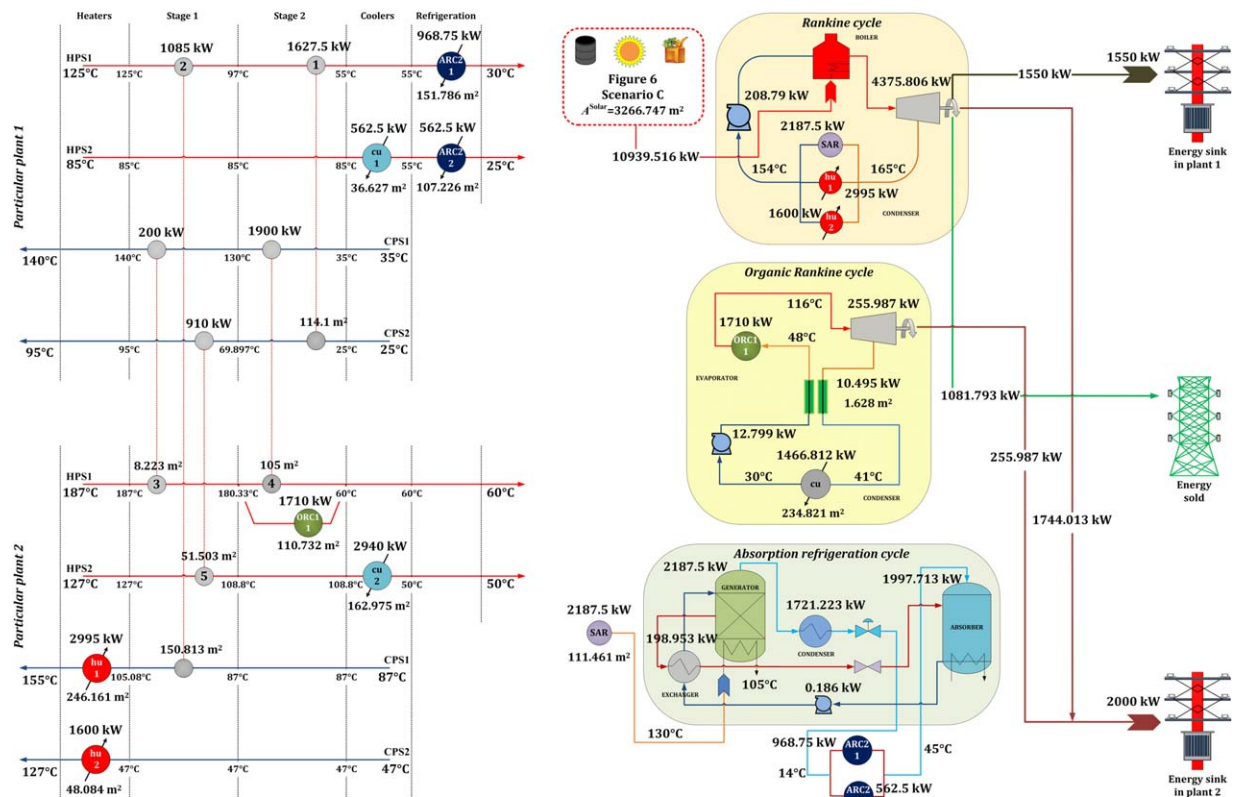 Heaters Stage 1 Stage 2 Coolers Refrigeration
Particular plant 1
1085 kW 1627.5 kW 968.75 kW
HPS1
2 1 ARC2 1
125°C 125°C 97°C 55°C 55°C 30°C
151.786 m²
562.5 kW 562.5 kW
HPS2
cu 1 ARC2 2
85°C 85°C 85°C 85°C 55°C 25°C
36.627 m² 107.226 m²
200 kW 1900 kW
CPS1
140°C 140°C 130°C 35°C 35°C
910 kW 114.1 m²
CPS2
95°C 95°C 69.897°C 25°C 25°C
Particular plant 2
8.223 m² 105 m²
HPS1
3 4
187°C 187°C 180.33°C 60°C 60°C 60°C
1710 kW
ORC1 1
110.732 m²
51.503 m² 2940 kW
HPS2
5 cu 2
127°C 127°C 108.8°C 108.8°C 50°C 50°C
162.975 m²
2995 kW 150.813 m²
hu 1
CPS1
155°C 105.08°C 87°C 87°C 87°C
246.161 m²
1600 kW
hu 2
CPS2
127°C 47°C 47°C 47°C 47°C
48.084 m²
Figure 6
Scenario C
A^Solar=3266.747 m²
10939.516 kW
Rankine cycle
BOILER
4375.806 kW
208.79 kW
2187.5 kW
SAR
154°C 165°C
hu 1
2995 kW
1600 kW
CONDENSER
hu 2
1550 kW
1550 kW
Energy sink
in plant 1
Organic Rankine cycle
116°C 255.987 kW
1710 kW
48°C
ORC1 1
EVAPORATOR
10.495 kW
1.628 m²
12.799 kW
1466.812 kW
30°C cu 41°C
CONDENSER
234.821 m²
1081.793 kW
Energy
sold
255.987 kW
1744.013 kW
Absorption refrigeration cycle
2187.5 kW 1997.713 kW
GENERATOR
2187.5 kW
1721.223 kW
SAR
198.953 kW
ABSORBER
111.461 m²
CONDENSER
105°C
EXCHANGER
0.186 kW
130°C
968.75 kW ARC2 1 45°C
14°C
ARC2 562.5 kW
2000 kW
Energy sink
in plant 2